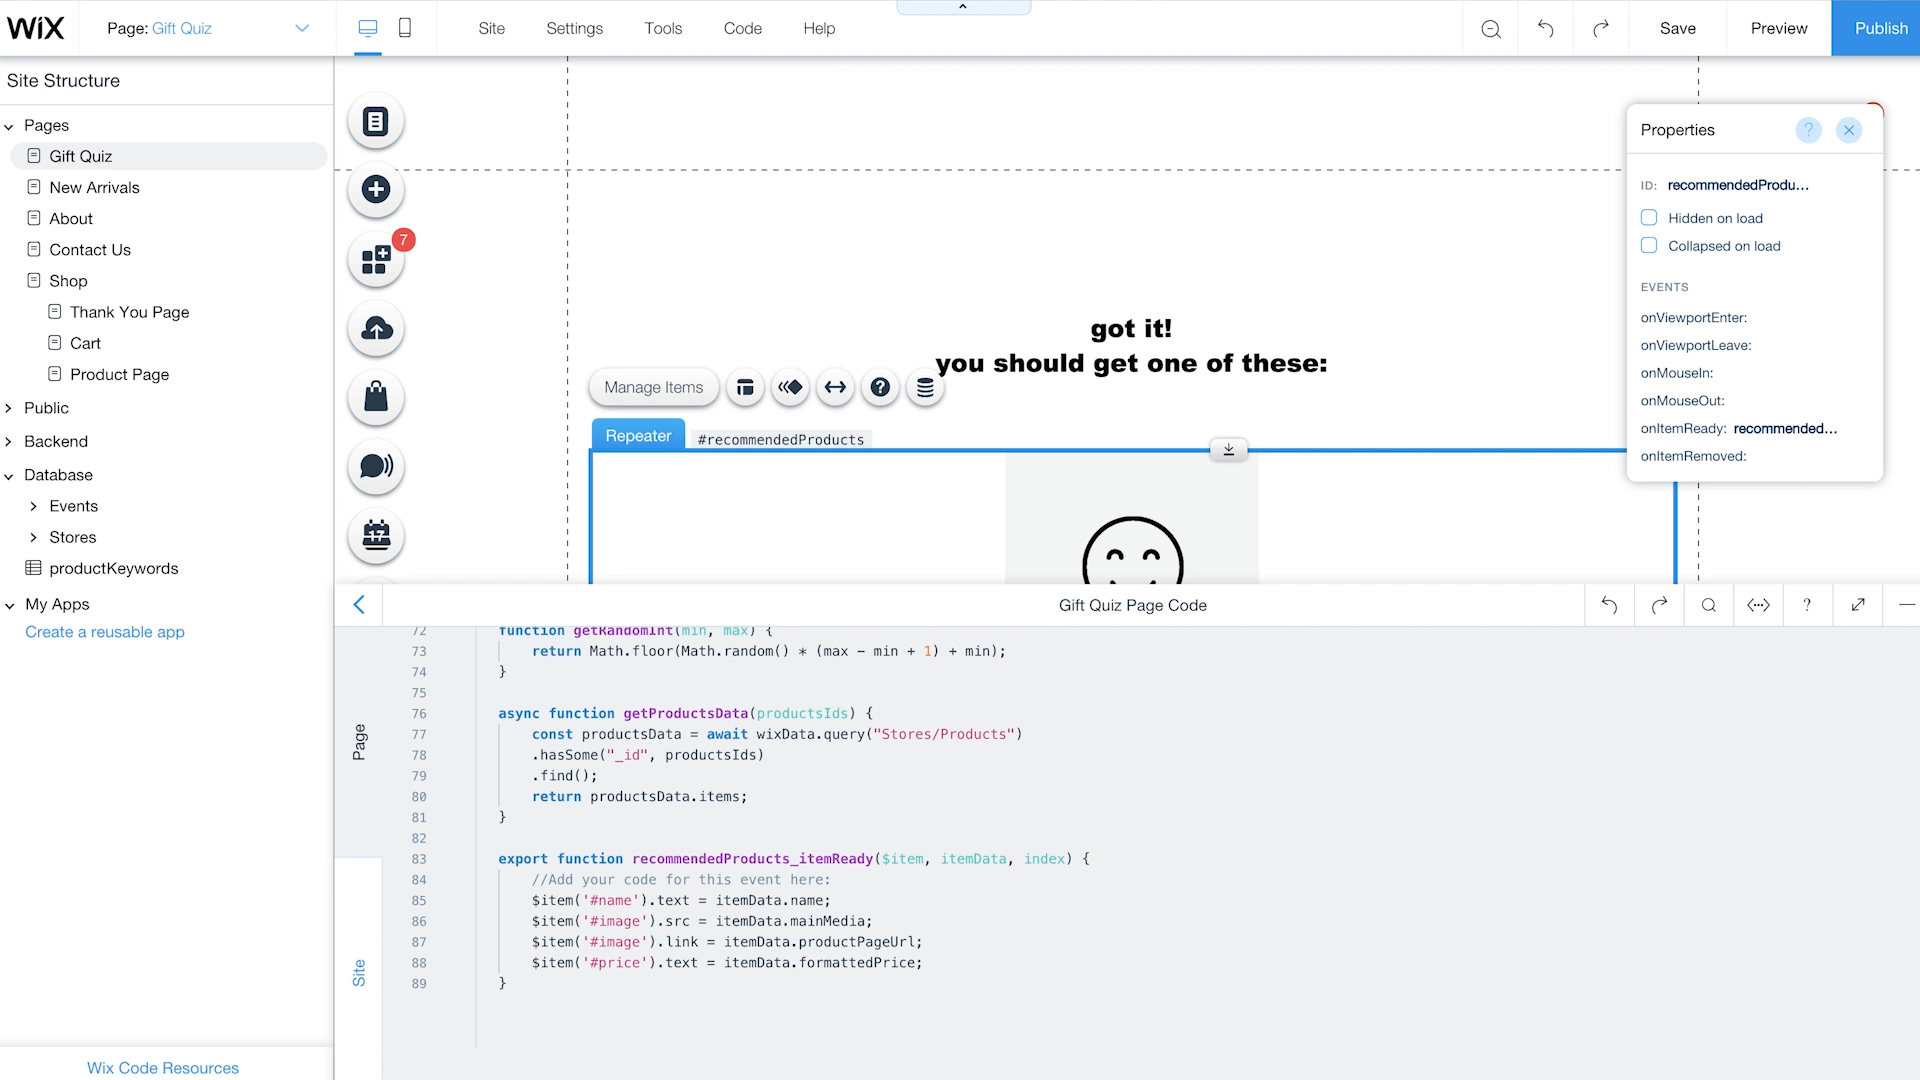 WiX
Page: Gift Quiz
Site
Settings
Tools
Code
Help
Save
Preview
Publish
Site Structure
Pages
Gift Quiz
New Arrivals
About
Contact Us
Shop
Thank You Page
Cart
Product Page
Public
Backend
Database
Events
Stores
productKeywords
My Apps
Create a reusable app
Wix Code Resources
7
17
got it!
you should get one of these:
Manage Items
?
Repeater
#recommendedProducts
Properties
?
ID: recommendedProdu...
Hidden on load
Collapsed on load
EVENTS
onViewportEnter:
onViewportLeave:
onMouseIn:
onMouseOut:
onItemReady: recommended...
onItemRemoved:
Gift Quiz Page Code
?
Page
Site
72 function getRandomInt(min, max) {
73 return Math.floor(Math.random() * (max - min + 1) + min);
74 }
75
76 async function getProductsData(productsIds) {
77 const productsData = await wixData.query("Stores/Products")
78 .hasSome("_id", productsIds)
79 .find();
80 return productsData.items;
81 }
82
83 export function recommendedProducts_itemReady($item, itemData, index) {
84 //Add your code for this event here:
85 $item('#name').text = itemData.name;
86 $item('#image').src = itemData.mainMedia;
87 $item('#image').link = itemData.productPageUrl;
88 $item('#price').text = itemData.formattedPrice;
89 }